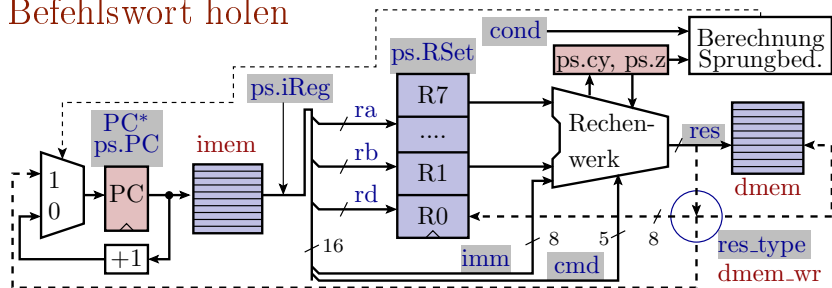 Befehlswort holen
cond
Berechnung
Sprungbed.
ps.RSet
ps.cy, ps.z
ps.iReg
R7
PC*
ps.PC
imem
ra
....
Rechen-
werk
res
rb
R1
1
0
PC
rd
R0
dmem
+1
16
imm
8
5
cmd
8
res_type
dmem_wr